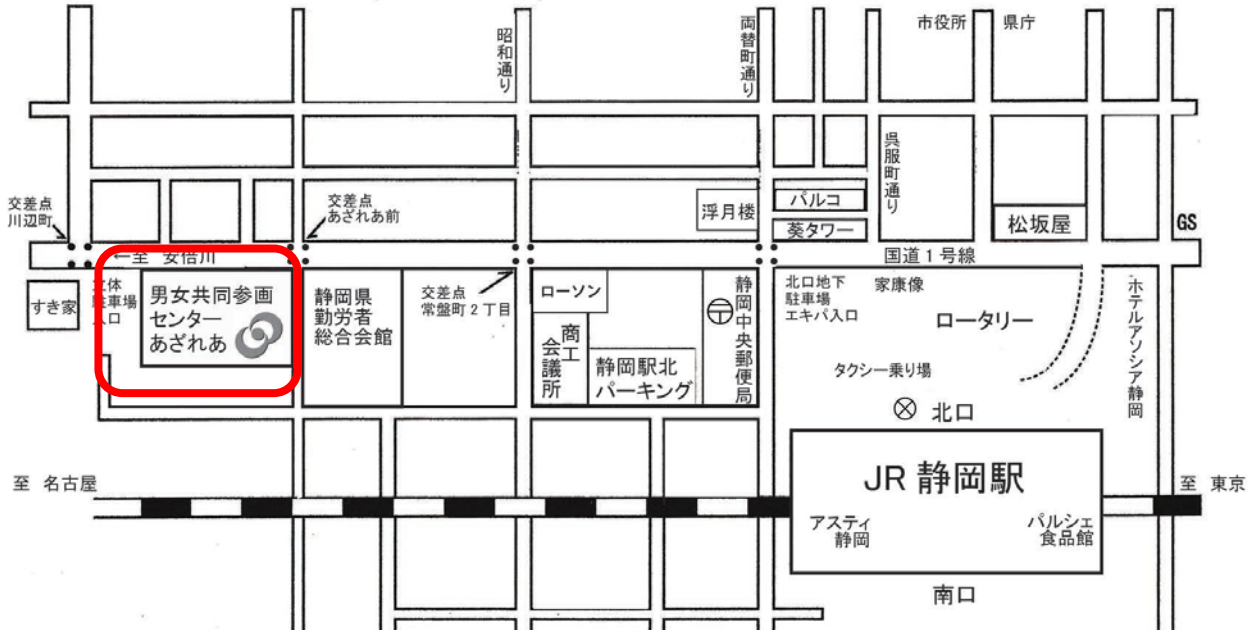 昭和通り
両替町通り
市役所
県庁
呉服町通り
交差点
川辺町
交差点
あざれあ前
浮月楼
パルコ
葵タワー
松坂屋
GS
←至 安倍川
国道1号線
すき家
立体
駐車場
入口
男女共同参画
センター
あざれあ
静岡県
勤労者
総合会館
交差点
常盤町2丁目
ローソン
商工
会議所
静岡駅北
パーキング
静岡中央郵便局
北口地下
駐車場
エキパ入口
家康像
ロータリー
タクシー乗り場
ホテルアソシア静岡
北口
至 名古屋
JR 静岡駅
至 東京
アスティ
静岡
パルシェ
食品館
南口